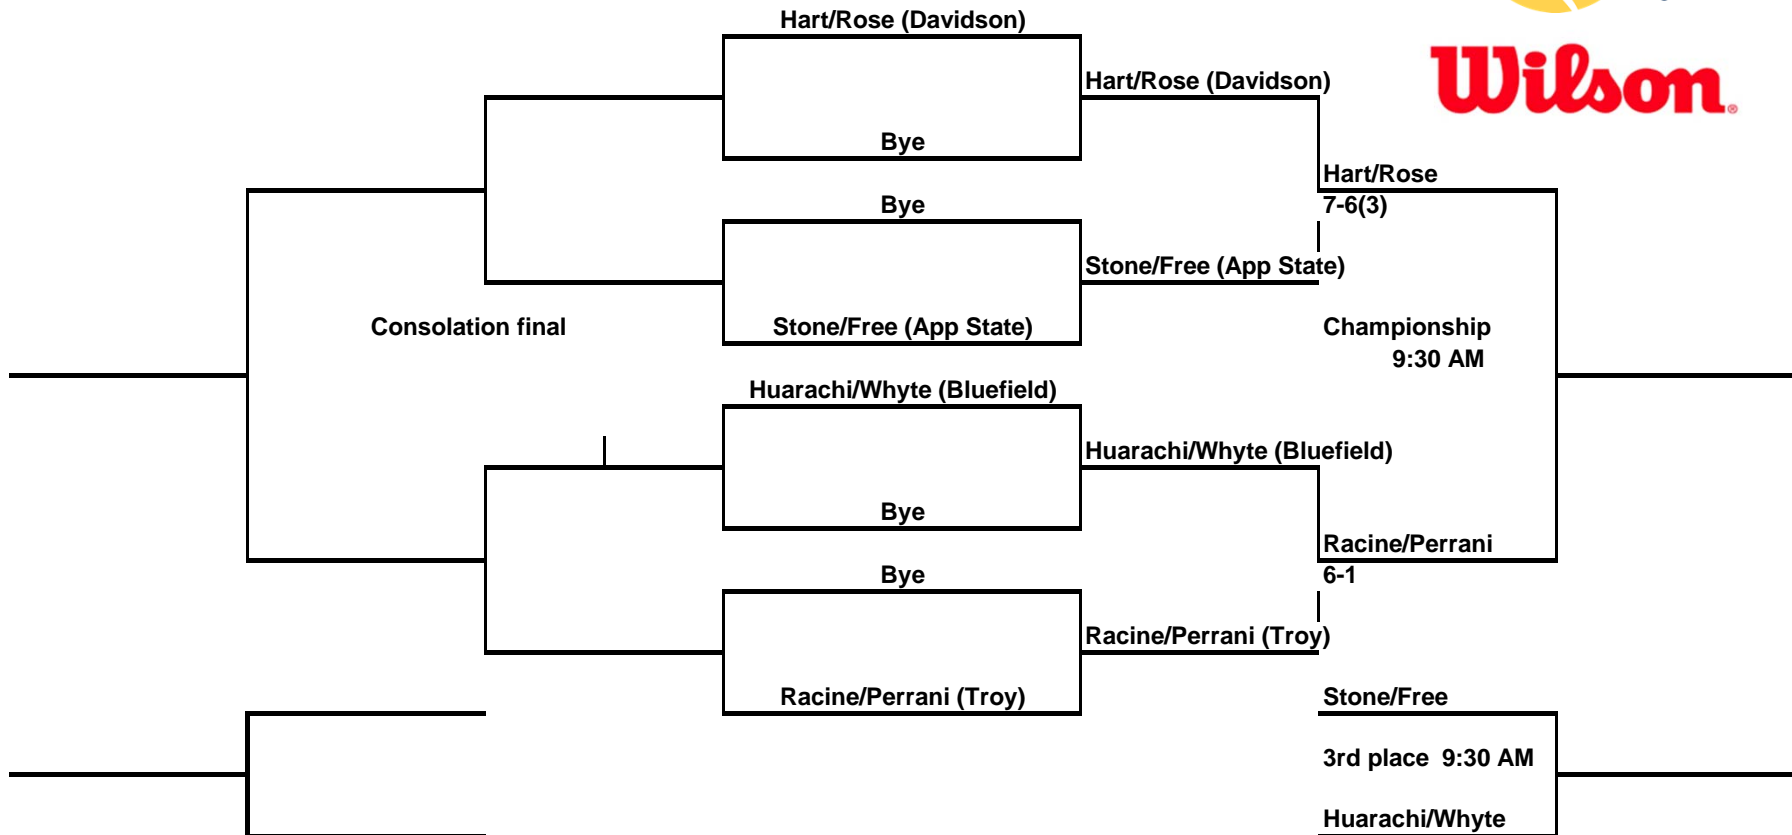 Hart/Rose (Davidson)
Hart/Rose (Davidson)
Wilson®
Bye
Hart/Rose
Bye
7-6(3)
Stone/Free (App State)
Consolation final
Stone/Free (App State)
Championship
9:30 AM
Huarachi/Whyte (Bluefield)
Huarachi/Whyte (Bluefield)
Bye
Racine/Perrani
Bye
6-1
Racine/Perrani (Troy)
Racine/Perrani (Troy)
Stone/Free
3rd place 9:30 AM
Huarachi/Whyte